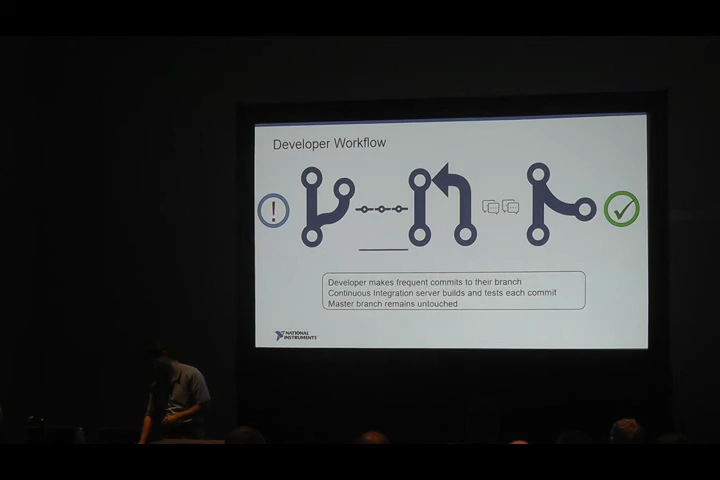 Developer Workflow
Developer makes frequent commits to their branch
Continuous Integration server builds and tests each commit
Master branch remains untouched
NATIONAL
INSTRUMENTS